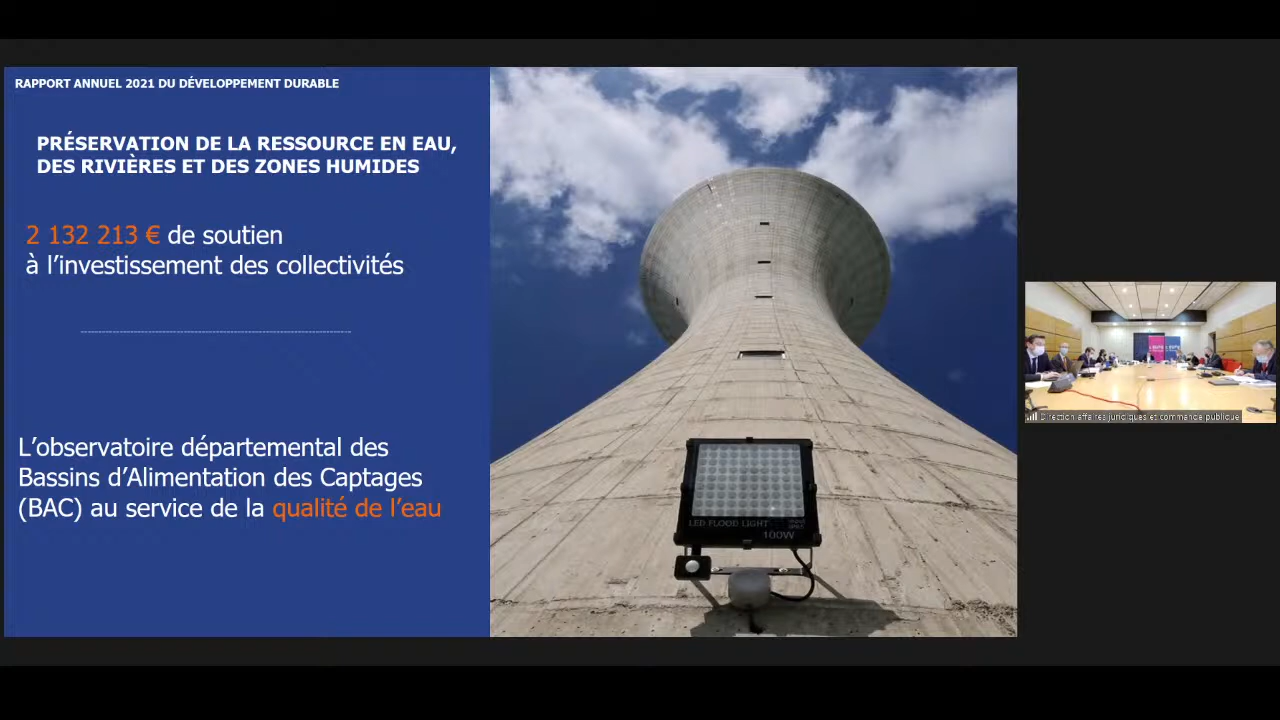 RAPPORT ANNUEL 2021 DU DÉVELOPPEMENT DURABLE
PRÉSERVATION DE LA RESSOURCE EN EAU,
DES RIVIÈRES ET DES ZONES HUMIDES
2 132 213 € de soutien
à l’investissement des collectivités
L’observatoire départemental des
Bassins d’Alimentation des Captages
(BAC) au service de la qualité de l’eau
LED FLOOD LIGHT
100W
Direction affaires juridiques et commande publique